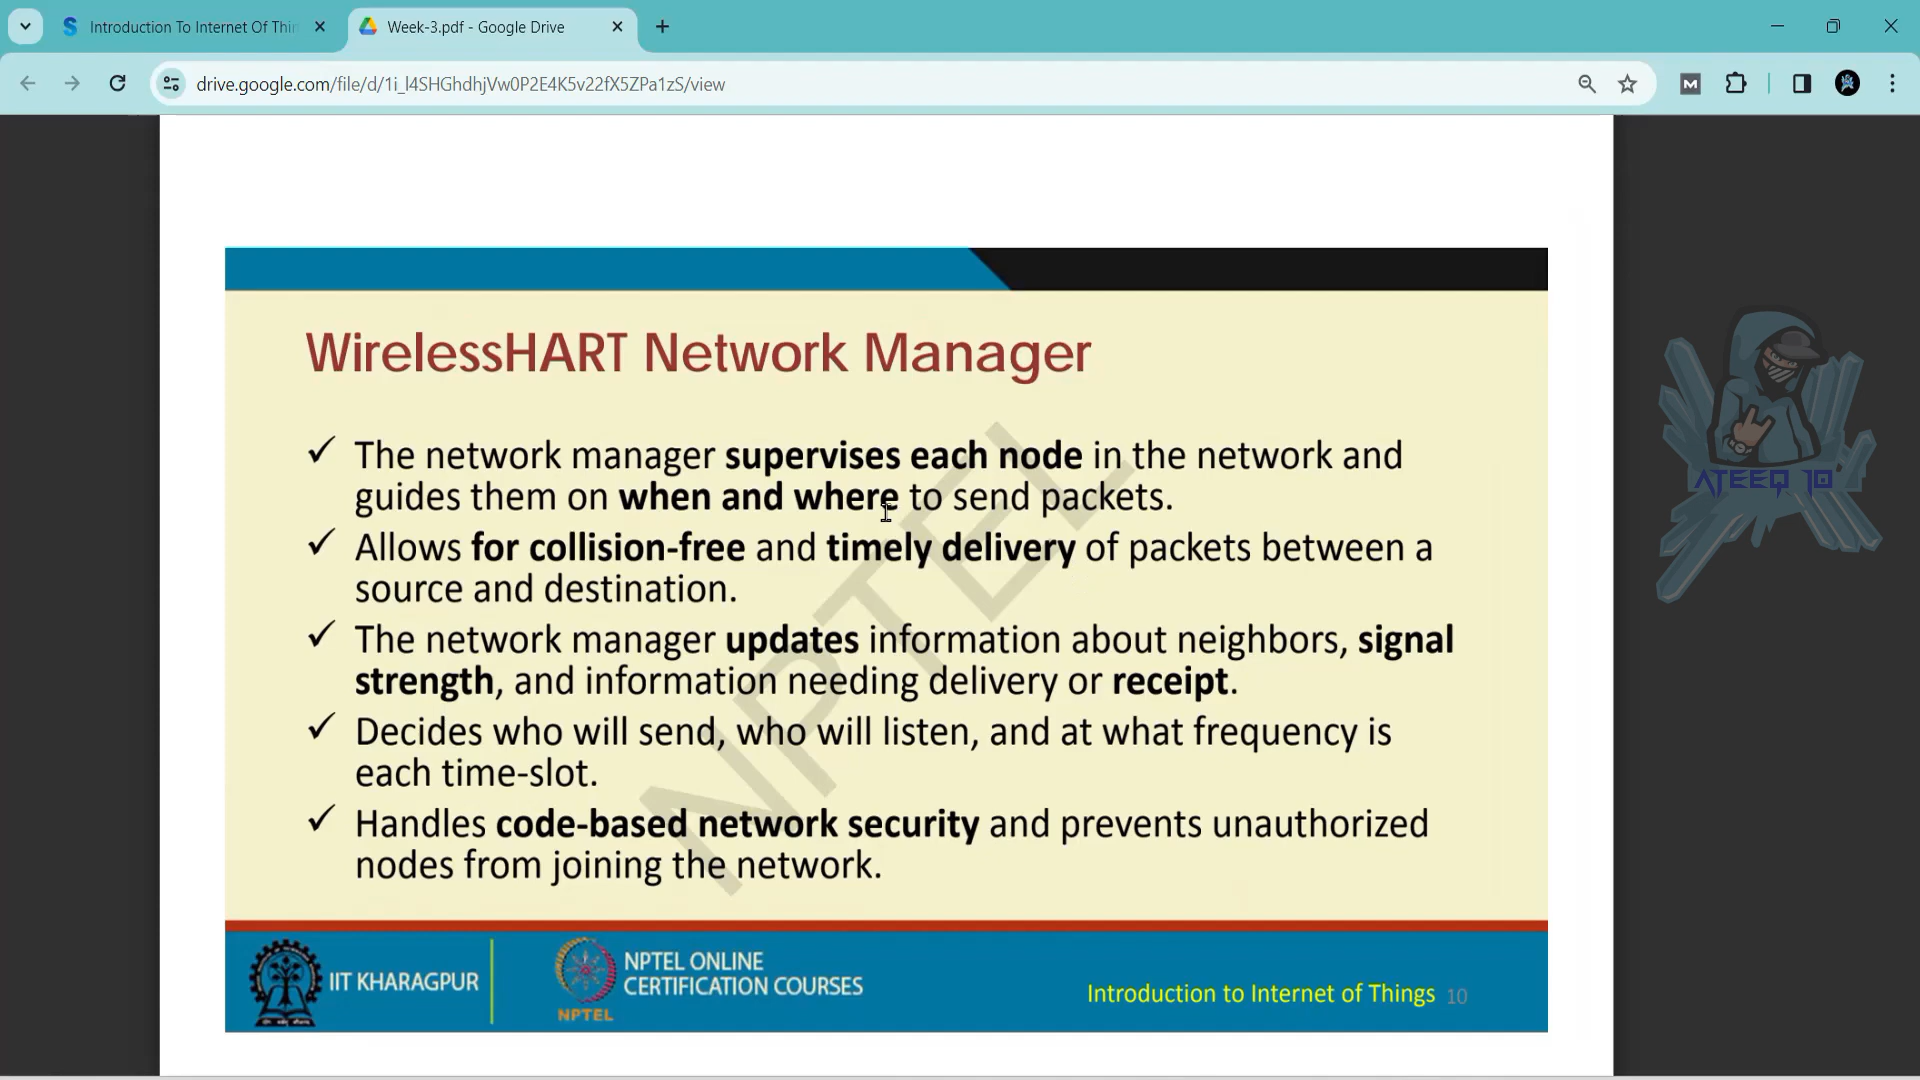 Introduction To Internet Of Thin
Week-3.pdf - Google Drive
drive.google.com/file/d/1i_l4SHGhdhjVw0P2E4K5v22fX5ZPa1zS/view
M
WirelessHART Network Manager
✓ The network manager supervises each node in the network and
guides them on when and where to send packets.
✓ Allows for collision-free and timely delivery of packets between a
source and destination.
✓ The network manager updates information about neighbors, signal
strength, and information needing delivery or receipt.
✓ Decides who will send, who will listen, and at what frequency is
each time-slot.
✓ Handles code-based network security and prevents unauthorized
nodes from joining the network.
NPTEL
ATEEQ 10
IIT KHARAGPUR
NPTEL
NPTEL ONLINE
CERTIFICATION COURSES
Introduction to Internet of Things 10